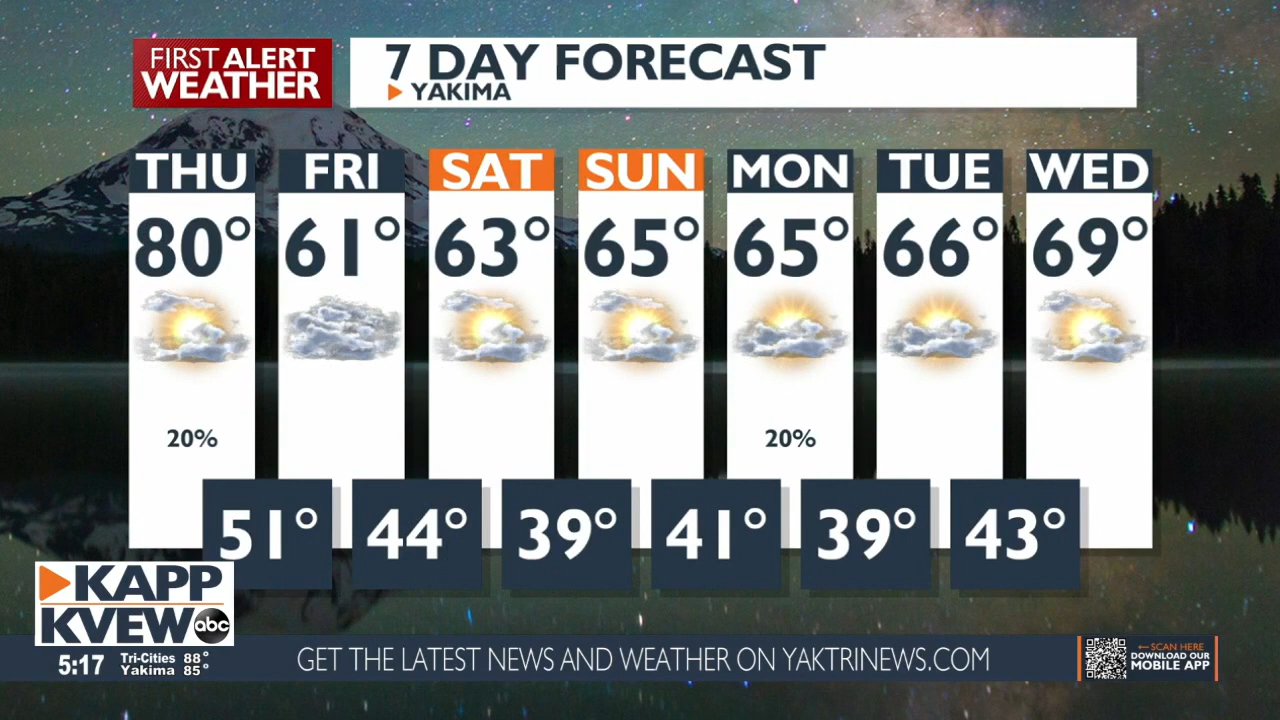 FIRST ALERT
WEATHER
7 DAY FORECAST
YAKIMA
THU FRI SAT SUN MON TUE WED
80° 61° 63° 65° 65° 66° 69°
20% 20%
51° 44° 39° 41° 39° 43°
KAPP
KVEW abc
5:17 Tri-Cities 88°
Yakima 85°
GET THE LATEST NEWS AND WEATHER ON YAKTRINEWS.COM
SCAN HERE
DOWNLOAD OUR
MOBILE APP